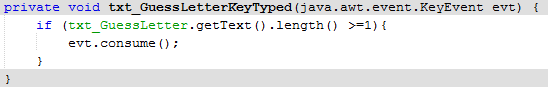 private void txt_GuessLetterKeyTyped(java.awt.event.KeyEvent evt) {
if (txt_GuessLetter.getText().length() >=1){
evt.consume();
}
}